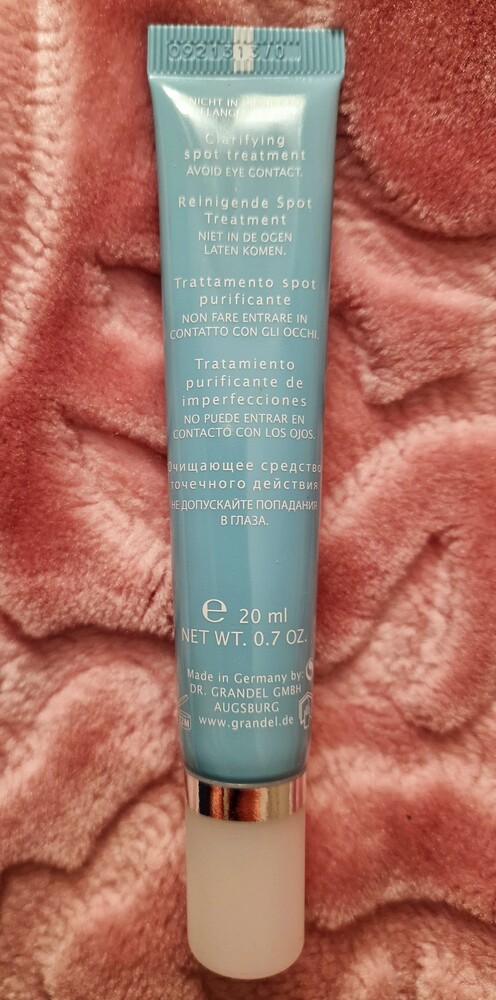 NICHT IN
Clarifying
spot treatment
AVOID EYE CONTACT.
Reinigende Spot
Treatment
NIET IN DE OGEN
LATEN KOMEN.
Trattamento spot
purificante
NON FARE ENTRARE IN
CONTATTO CON GLI OCCHI.
Tratamiento
purificante de
imperfecciones
NO PUEDE ENTRAR EN
CONTACTO CON LOS OJOS.
Очищающее средство
точечного действия
НЕ ДОПУСКАЙТЕ ПОПАДАНИЯ
В ГЛАЗА.
℮ 20 ml
NET WT. 0.7 OZ.
Made in Germany by:
DR. GRANDEL GMBH
AUGSBURG
www.grandel.de